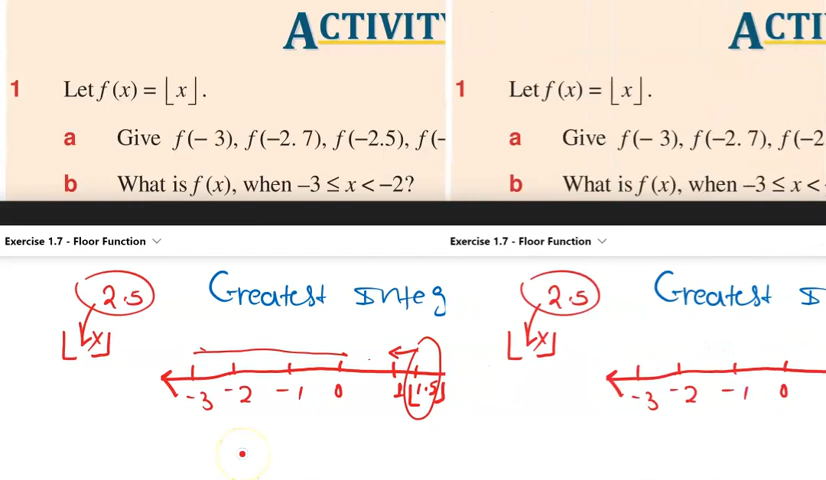 ACTIVIT ACTI
1 Let f (x) = ⌊x⌋. 1 Let f (x) = ⌊x⌋.
a Give f(– 3), f(–2. 7), f(–2.5), f(– a Give f(– 3), f(–2. 7), f(–2
b What is f (x), when –3 ≤ x < –2? b What is f (x), when –3 ≤ x <
Exercise 1.7 - Floor Function Exercise 1.7 - Floor Function
2.5 Greatest Integ 2.5 Greatest I
⌊x⌋ ⌊x⌋
-3 -2 -1 0 1 ⌊1.5⌋ -3 -2 -1 0